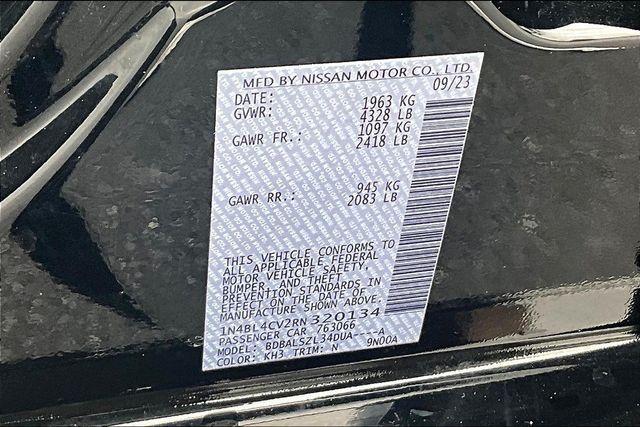 MFD BY NISSAN MOTOR CO., LTD.
DATE: 09/23
GVWR: 1963 KG
4328 LB
GAWR FR.: 1097 KG
2418 LB
GAWR RR.: 945 KG
2083 LB
THIS VEHICLE CONFORMS TO
ALL APPLICABLE FEDERAL
MOTOR VEHICLE SAFETY,
BUMPER, AND THEFT
PREVENTION STANDARDS IN
EFFECT ON THE DATE OF
MANUFACTURE SHOWN ABOVE.
1N4BL4CV2RN320134
PASSENGER CAR 763066
MODEL: BDBALSZL34DUA----A
COLOR: KH3 TRIM: N 9N00A